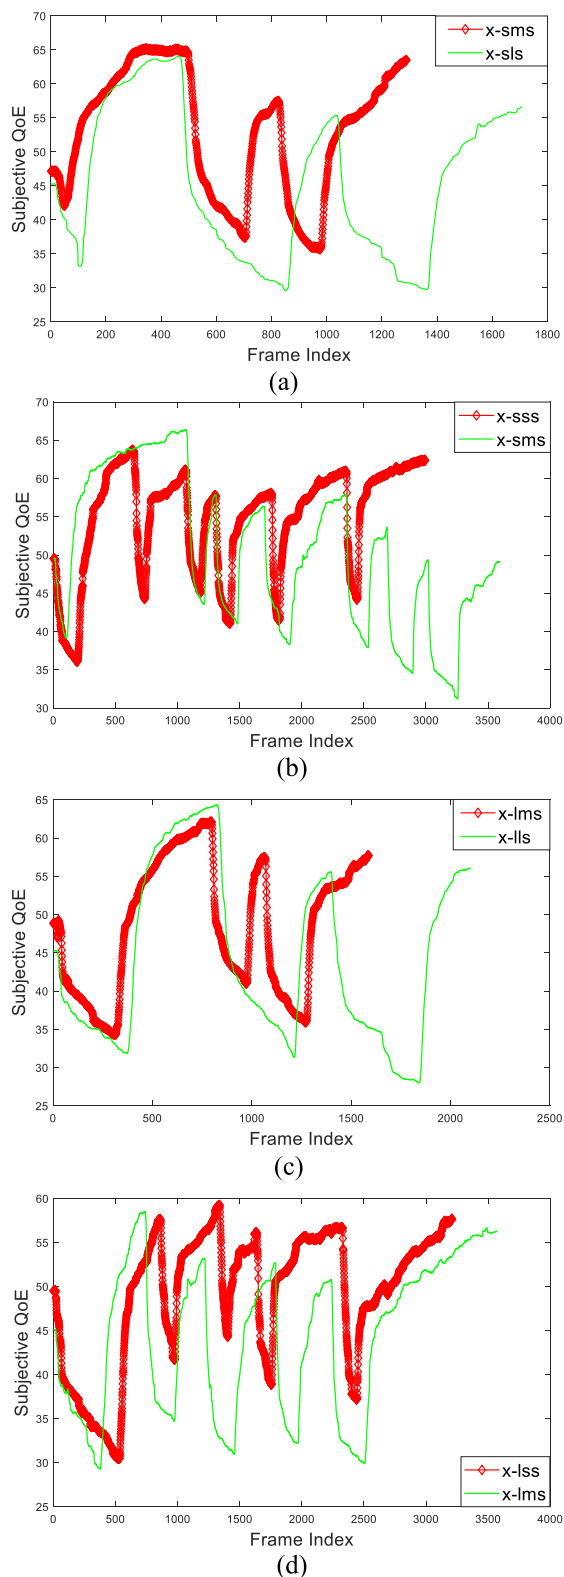 70
65
60
55
50
45
40
35
30
25
Subjective QoE
x-sms
x-sls
0 200 400 600 800 1000 1200 1400 1600 1800
Frame Index
(a)
70
65
60
55
50
45
40
35
30
Subjective QoE
x-sss
x-sms
0 500 1000 1500 2000 2500 3000 3500 4000
Frame Index
(b)
65
60
55
50
45
40
35
30
25
Subjective QoE
x-lms
x-lls
0 500 1000 1500 2000 2500
Frame Index
(c)
60
55
50
45
40
35
30
25
Subjective QoE
x-lss
x-lms
0 500 1000 1500 2000 2500 3000 3500 4000
Frame Index
(d)